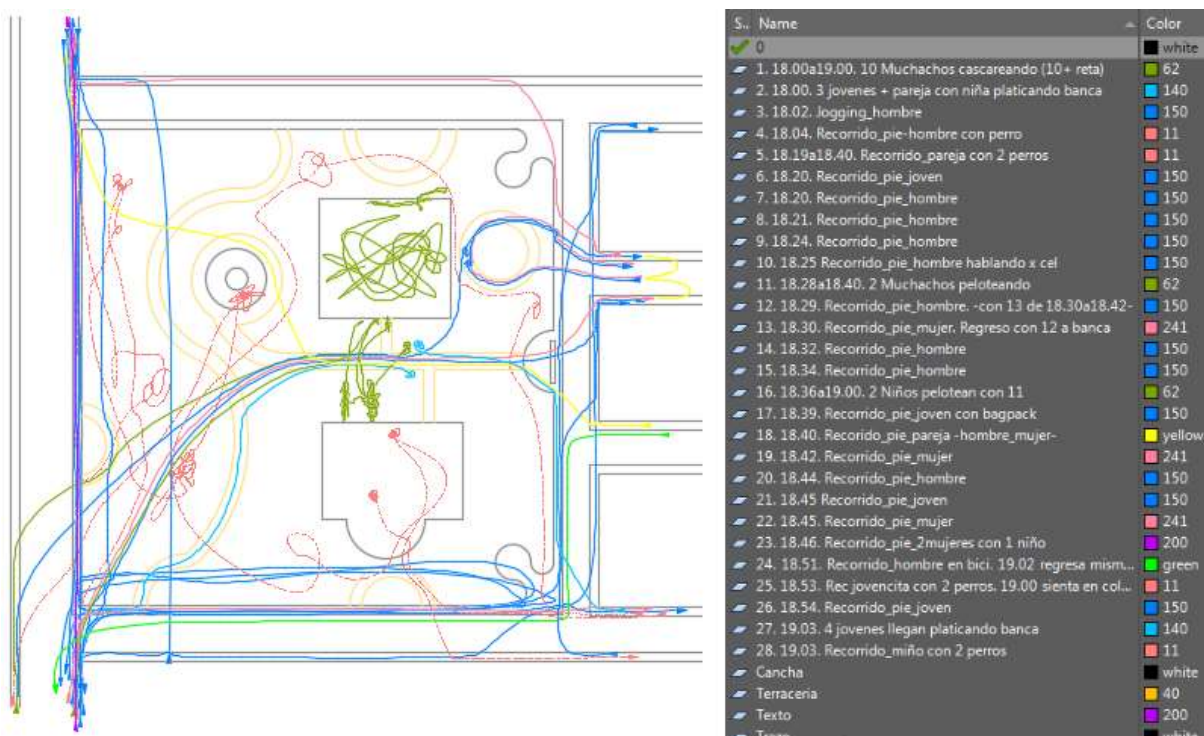 S.. Name Color
0 white
1. 18.00a19.00. 10 Muchachos cascareando (10+ reta) 62
2. 18.00. 3 jovenes + pareja con niña platicando banca 140
3. 18.02. Jogging_hombre 150
4. 18.04. Recorrido_pie-hombre con perro 11
5. 18.19a18.40. Recorrido_pareja con 2 perros 11
6. 18.20. Recorrido_pie_joven 150
7. 18.20. Recorrido_pie_hombre 150
8. 18.21. Recorrido_pie_hombre 150
9. 18.24. Recorrido_pie_hombre 150
10. 18.25 Recorrido_pie_hombre hablando x cel 150
11. 18.28a18.40. 2 Muchachos peloteando 62
12. 18.29. Recorrido_pie_hombre. -con 13 de 18.30a18.42- 150
13. 18.30. Recorrido_pie_mujer. Regreso con 12 a banca 241
14. 18.32. Recorrido_pie_hombre 150
15. 18.34. Recorrido_pie_hombre 150
16. 18.36a19.00. 2 Niños pelotean con 11 62
17. 18.39. Recorrido_pie_joven con bagpack 150
18. 18.40. Recorido_pie_pareja -hombre_mujer- yellow
19. 18.42. Recorrido_pie_mujer 241
20. 18.44. Recorrido_pie_hombre 150
21. 18.45 Recorrido_pie_joven 150
22. 18.45. Recorrido_pie_mujer 241
23. 18.46. Recorrido_pie_2mujeres con 1 niño 200
24. 18.51. Recorrido_hombre en bici. 19.02 regresa mism... green
25. 18.53. Rec jovencita con 2 perros. 19.00 sienta en col... 11
26. 18.54. Recorrido_pie_joven 150
27. 19.03. 4 jovenes llegan platicando banca 140
28. 19.03. Recorrido_miño con 2 perros 11
Cancha white
Terraceria 40
Texto 200
Trazo white